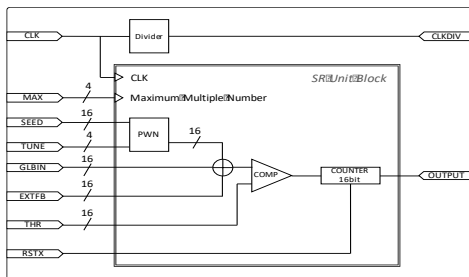 CLK
Divider
CLKDIV
CLK
SR Unit Block
MAX
4
Maximum Multiple Number
SEED
16
TUNE
4
PWN
16
GLBIN
16
COMP
COUNTER
16bit
OUTPUT
EXTFB
16
THR
16
RSTX